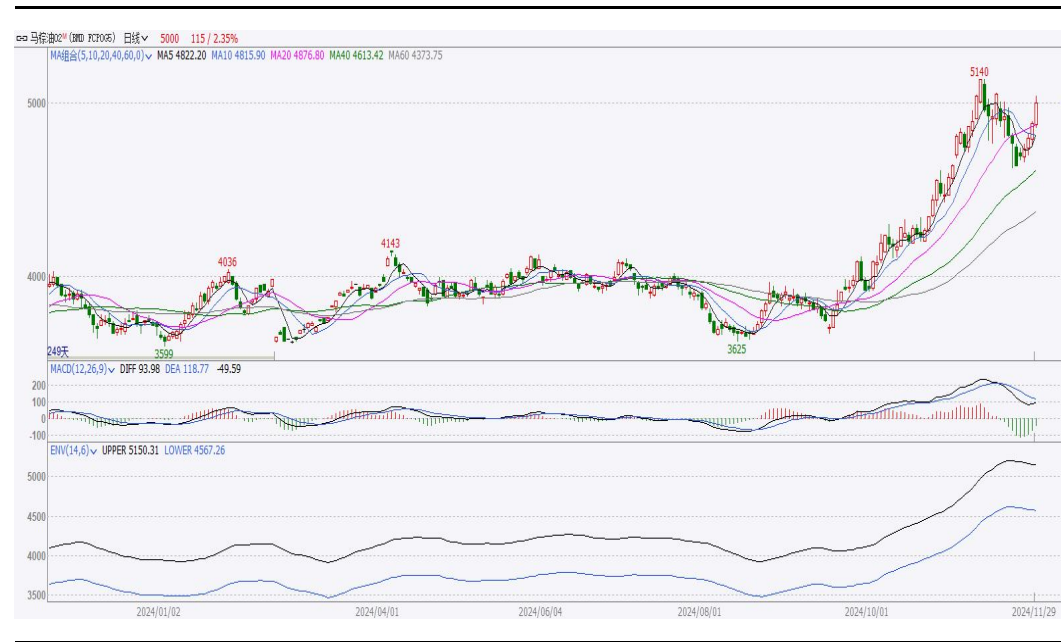 马棕油02ᴹ (BMD FCPOG5) 日线 5000 115 / 2.35%
MA组合(5,10,20,40,60,0) MA5 4822.20 MA10 4815.90 MA20 4876.80 MA40 4613.42 MA60 4373.75
5140
5000
4143
4036
4000
3625
3599
249天
MACD(12,26,9) DIFF 93.98 DEA 118.77 -49.59
200
100
0
-100
ENV(14,6) UPPER 5150.31 LOWER 4567.26
5000
4500
4000
3500
2024/01/02 2024/04/01 2024/06/04 2024/08/01 2024/10/01 2024/11/29